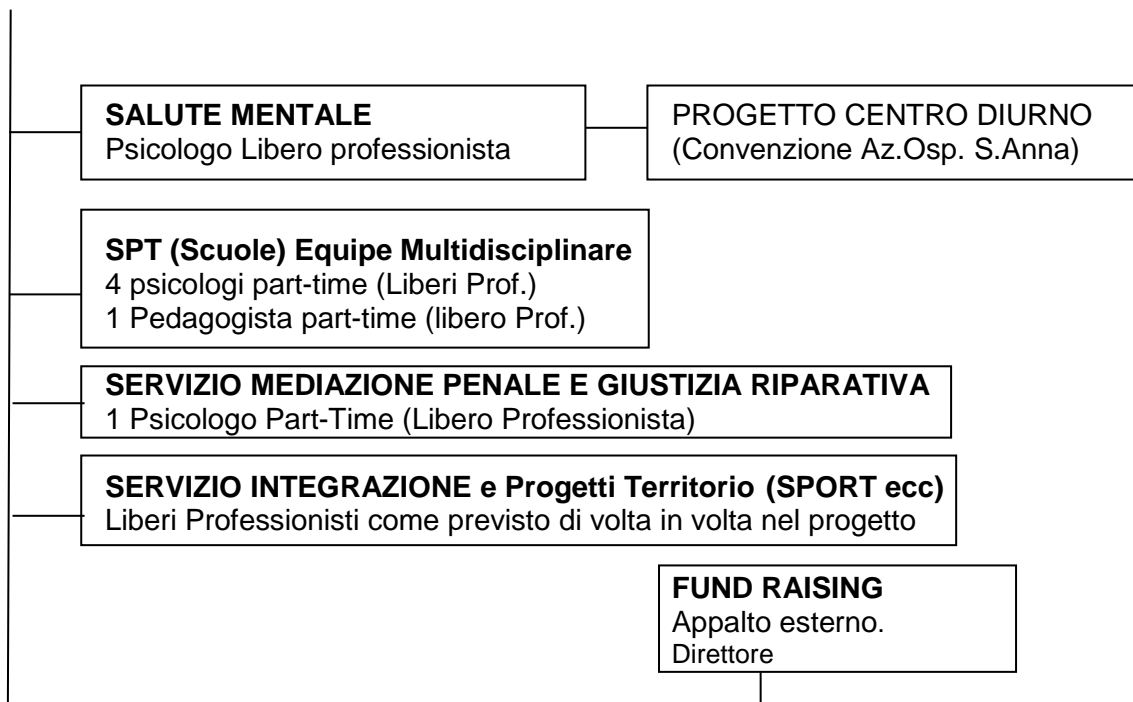 SALUTE MENTALE
Psicologo Libero professionista
PROGETTO CENTRO DIURNO
(Convenzione Az.Osp. S.Anna)
SPT (Scuole) Equipe Multidisciplinare
4 psicologi part-time (Liberi Prof.)
1 Pedagogista part-time (libero Prof.)
SERVIZIO MEDIAZIONE PENALE E GIUSTIZIA RIPARATIVA
1 Psicologo Part-Time (Libero Professionista)
SERVIZIO INTEGRAZIONE e Progetti Territorio (SPORT ecc)
Liberi Professionisti come previsto di volta in volta nel progetto
FUND RAISING
Appalto esterno.
Direttore